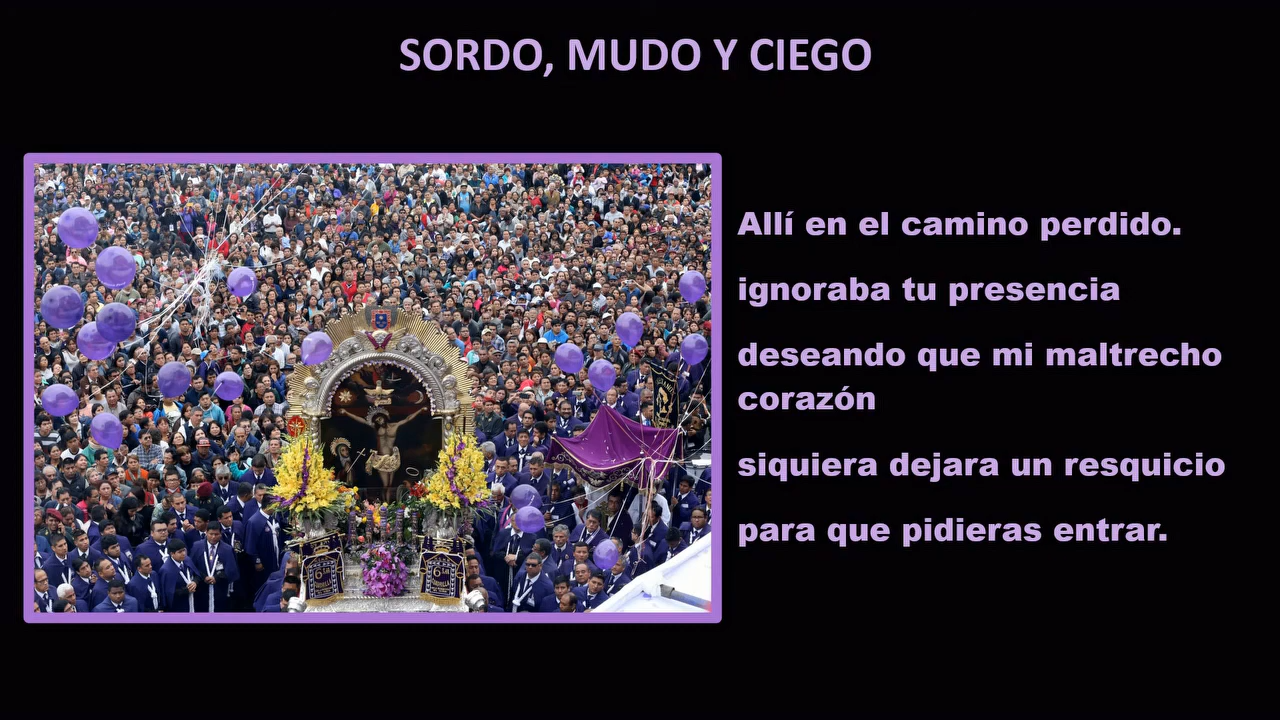 SORDO, MUDO Y CIEGO
Allí en el camino perdido.
ignoraba tu presencia
deseando que mi maltrecho
corazón
siquiera dejara un resquicio
para que pidieras entrar.